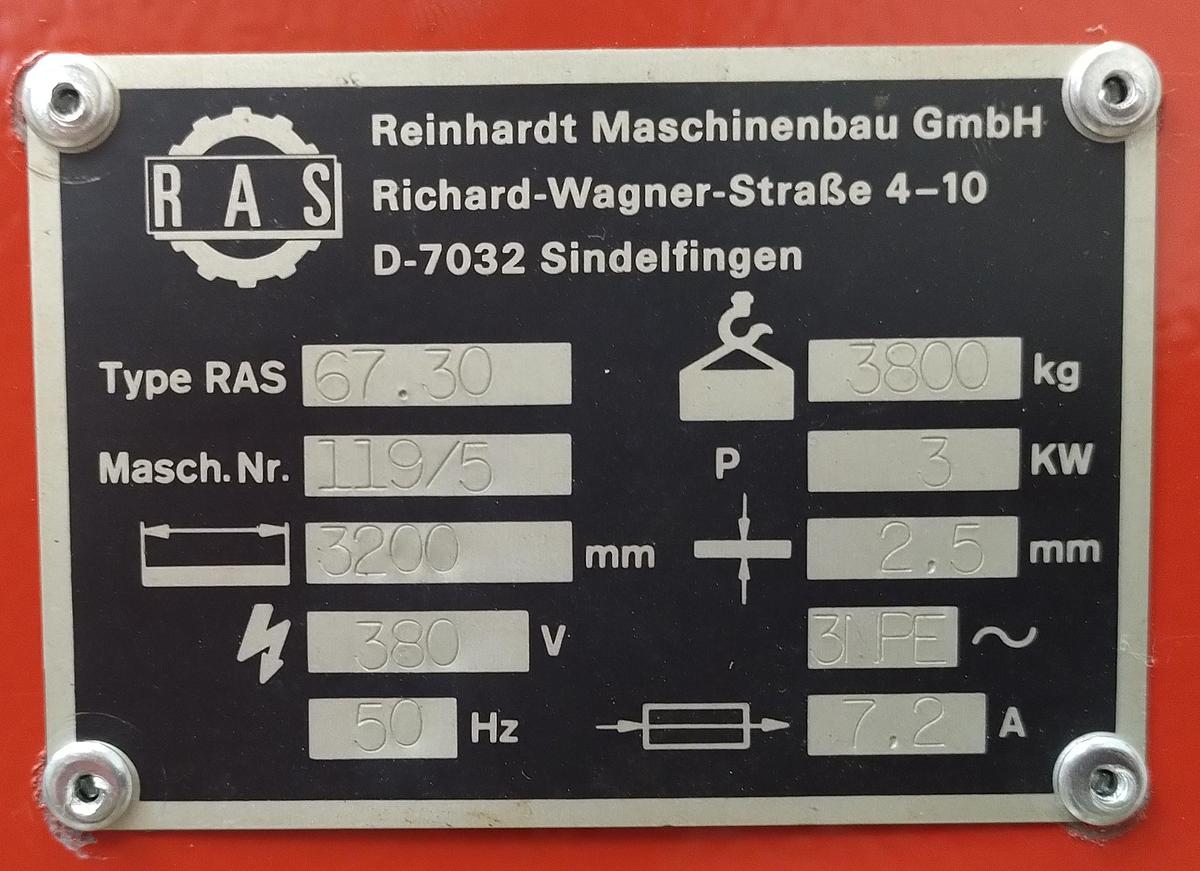 RAS
Reinhardt Maschinenbau GmbH
Richard-Wagner-Straße 4–10
D-7032 Sindelfingen
Type RAS 67.30
3800 kg
Masch.Nr. 119/5
P 3 KW
3200 mm
2,5 mm
380 V
3NPE ~
50 Hz
7.2 A